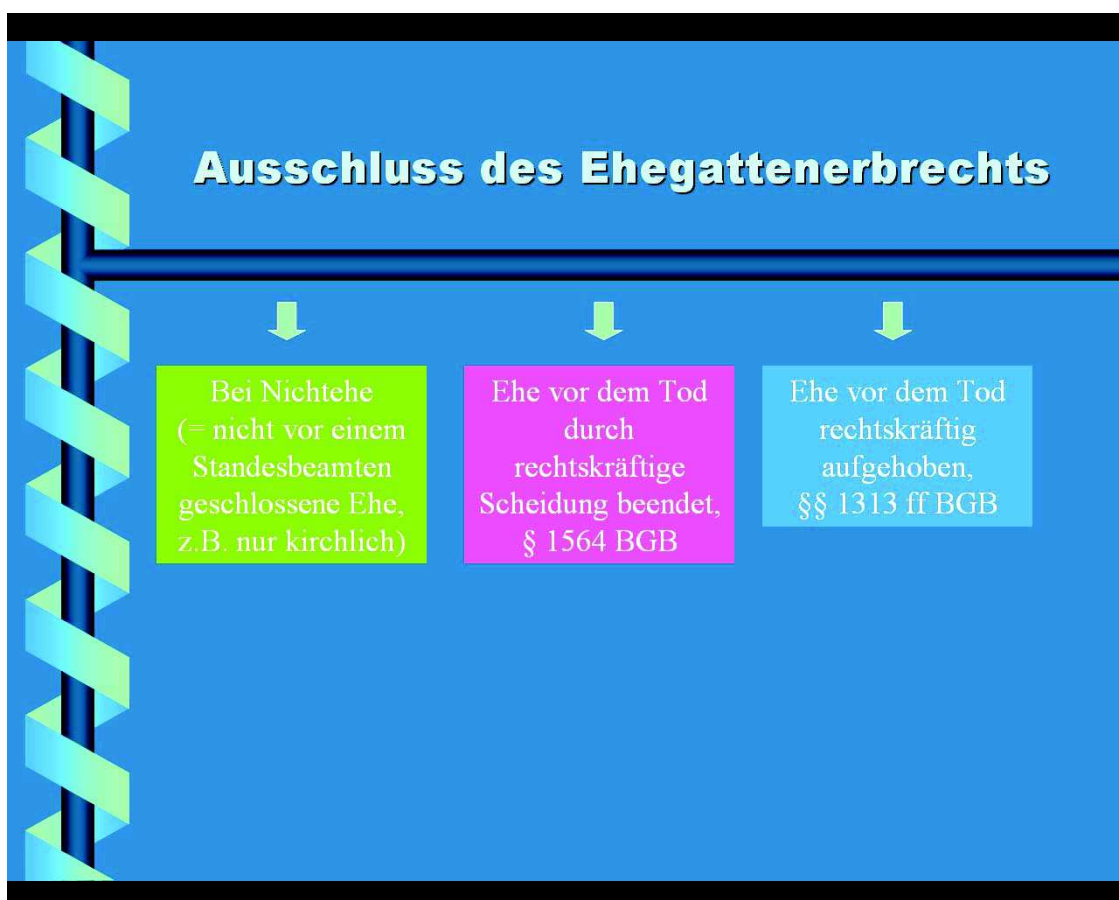 Ausschluss des Ehegattenerbrechts
Bei Nichtehe
(= nicht vor einem
Standesbeamten
geschlossene Ehe,
z.B. nur kirchlich)
Ehe vor dem Tod
durch
rechtskräftige
Scheidung beendet,
§ 1564 BGB
Ehe vor dem Tod
rechtskräftig
aufgehoben,
§§ 1313 ff BGB